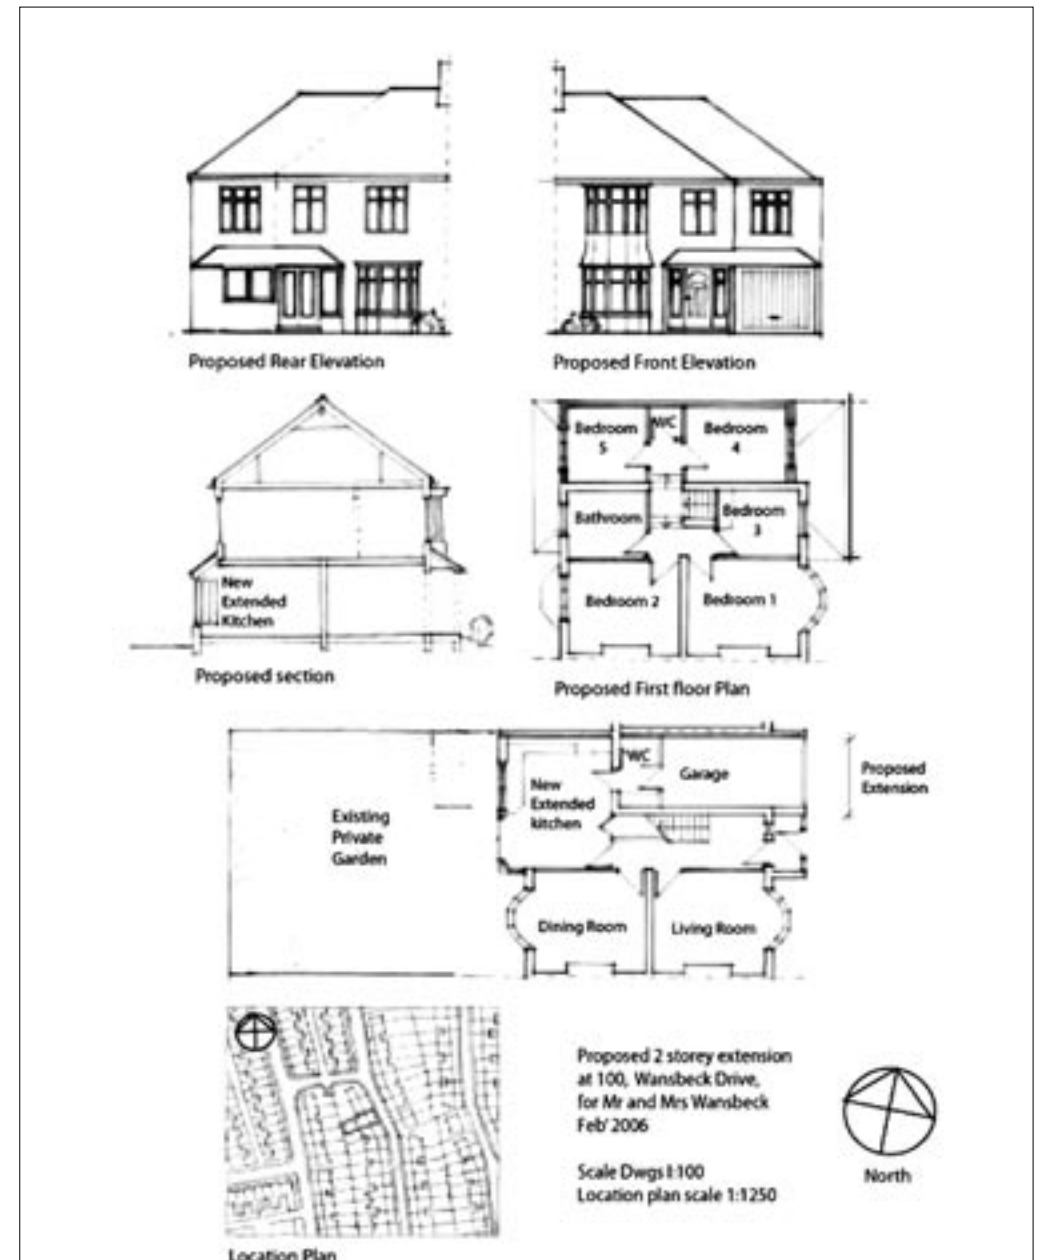 Proposed Rear Elevation
Proposed Front Elevation
New
Extended
Kitchen
Proposed section
Bedroom
5
WC
Bedroom
4
Bathroom
Bedroom
3
Bedroom 2
Bedroom 1
Proposed First floor Plan
Existing
Private
Garden
New
Extended
kitchen
WC
Garage
Dining Room
Living Room
Proposed
Extension
Proposed 2 storey extension
at 100, Wansbeck Drive,
for Mr and Mrs Wansbeck
Feb' 2006
Scale Dwgs 1:100
Location plan scale 1:1250
North
Location Plan